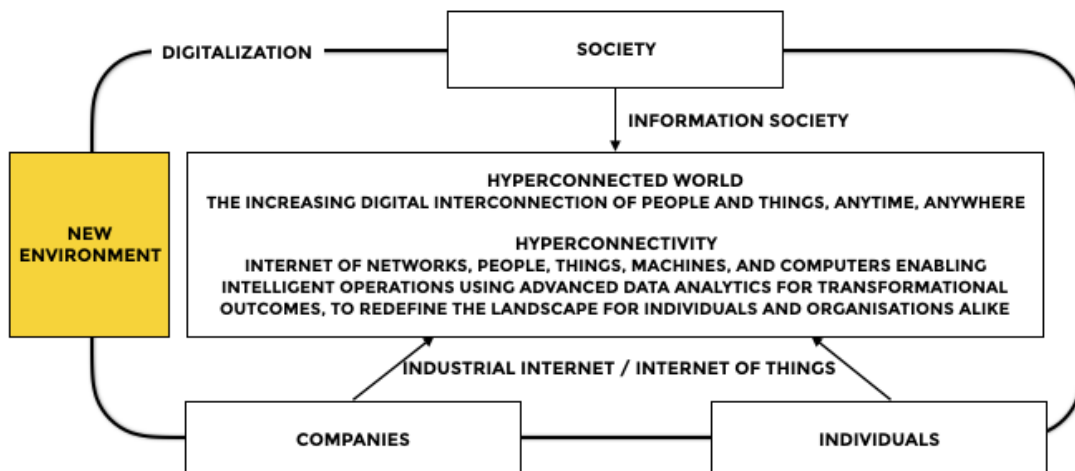 DIGITALIZATION
SOCIETY
INFORMATION SOCIETY
NEW
ENVIRONMENT
HYPERCONNECTED WORLD
THE INCREASING DIGITAL INTERCONNECTION OF PEOPLE AND THINGS, ANYTIME, ANYWHERE
HYPERCONNECTIVITY
INTERNET OF NETWORKS, PEOPLE, THINGS, MACHINES, AND COMPUTERS ENABLING
INTELLIGENT OPERATIONS USING ADVANCED DATA ANALYTICS FOR TRANSFORMATIONAL
OUTCOMES, TO REDEFINE THE LANDSCAPE FOR INDIVIDUALS AND ORGANISATIONS ALIKE
INDUSTRIAL INTERNET / INTERNET OF THINGS
COMPANIES
INDIVIDUALS